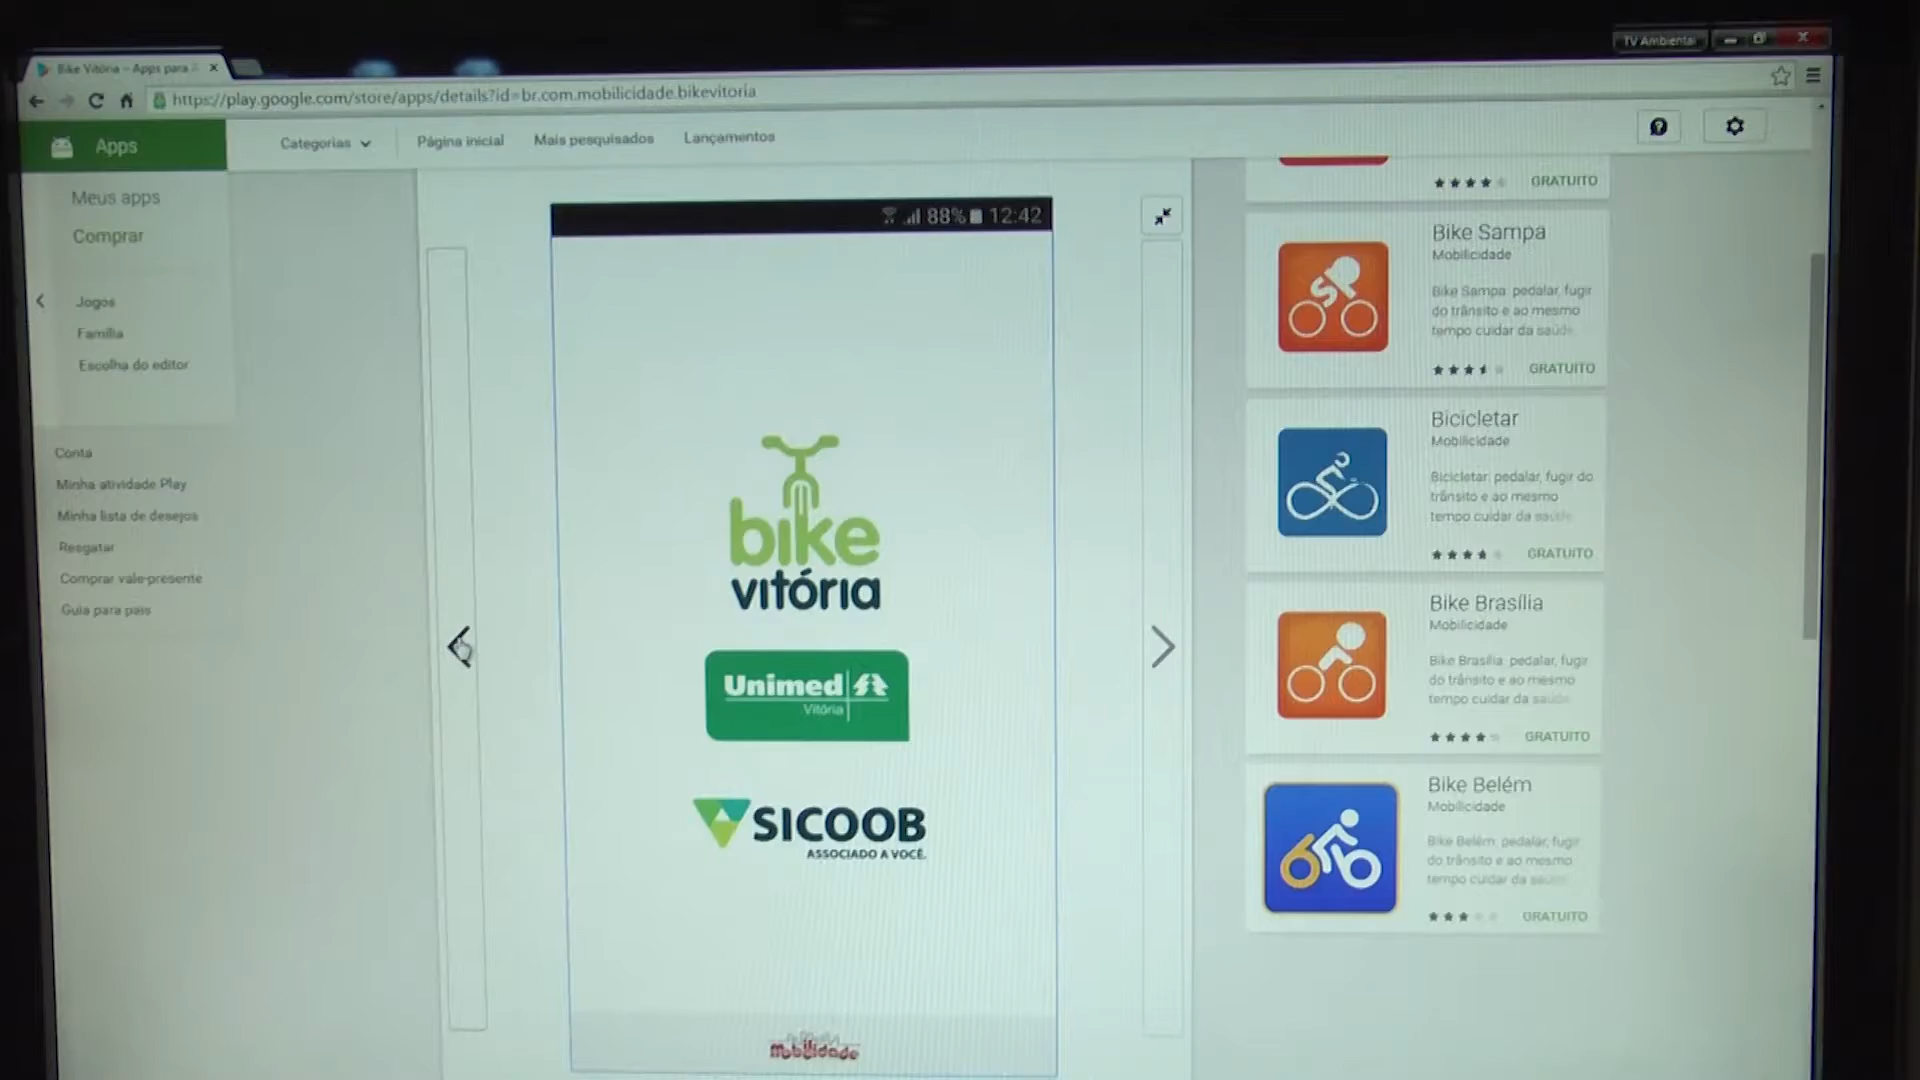 TV Ambiental
Bike Vitória – Apps para
https://play.google.com/store/apps/details?id=br.com.mobilicidade.bikevitoria
Apps
Categorias
Página inicial
Mais pesquisados
Lançamentos
Meus apps
Comprar
Jogos
Família
Escolha do editor
Conta
Minha atividade Play
Minha lista de desejos
Resgatar
Comprar vale-presente
Guia para pais
88% 12:42
bike
vitória
Unimed
Vitória
SICOOB
ASSOCIADO A VOCÊ.
Mobilicidade
GRATUITO
Bike Sampa
Mobilicidade
Bike Sampa: pedalar, fugir
do trânsito e ao mesmo
tempo cuidar da saúde
GRATUITO
Bicicletar
Mobilicidade
Bicicletar: pedalar, fugir do
trânsito e ao mesmo
tempo cuidar da saúde
GRATUITO
Bike Brasília
Mobilicidade
Bike Brasília: pedalar, fugir
do trânsito e ao mesmo
tempo cuidar da saúde
GRATUITO
Bike Belém
Mobilicidade
Bike Belém: pedalar, fugir
do trânsito e ao mesmo
tempo cuidar da saúde
GRATUITO